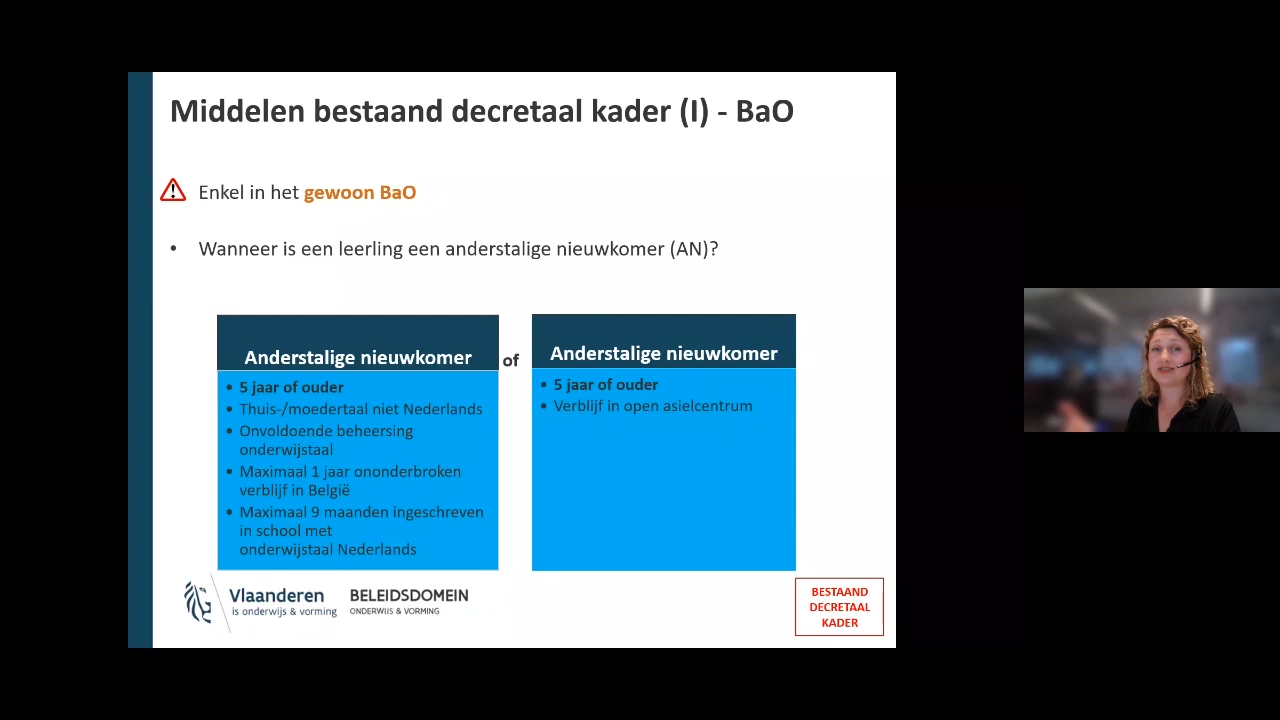 Middelen bestaand decretaal kader (I) - BaO
Enkel in het gewoon BaO
• Wanneer is een leerling een anderstalige nieuwkomer (AN)?
Anderstalige nieuwkomer
• 5 jaar of ouder
• Thuis-/moedertaal niet Nederlands
• Onvoldoende beheersing
onderwijstaal
• Maximaal 1 jaar ononderbroken
verblijf in België
• Maximaal 9 maanden ingeschreven
in school met
onderwijstaal Nederlands
of
Anderstalige nieuwkomer
• 5 jaar of ouder
• Verblijf in open asielcentrum
Vlaanderen
is onderwijs & vorming
BELEIDSDOMEIN
ONDERWIJS & VORMING
BESTAAND
DECRETAAL
KADER